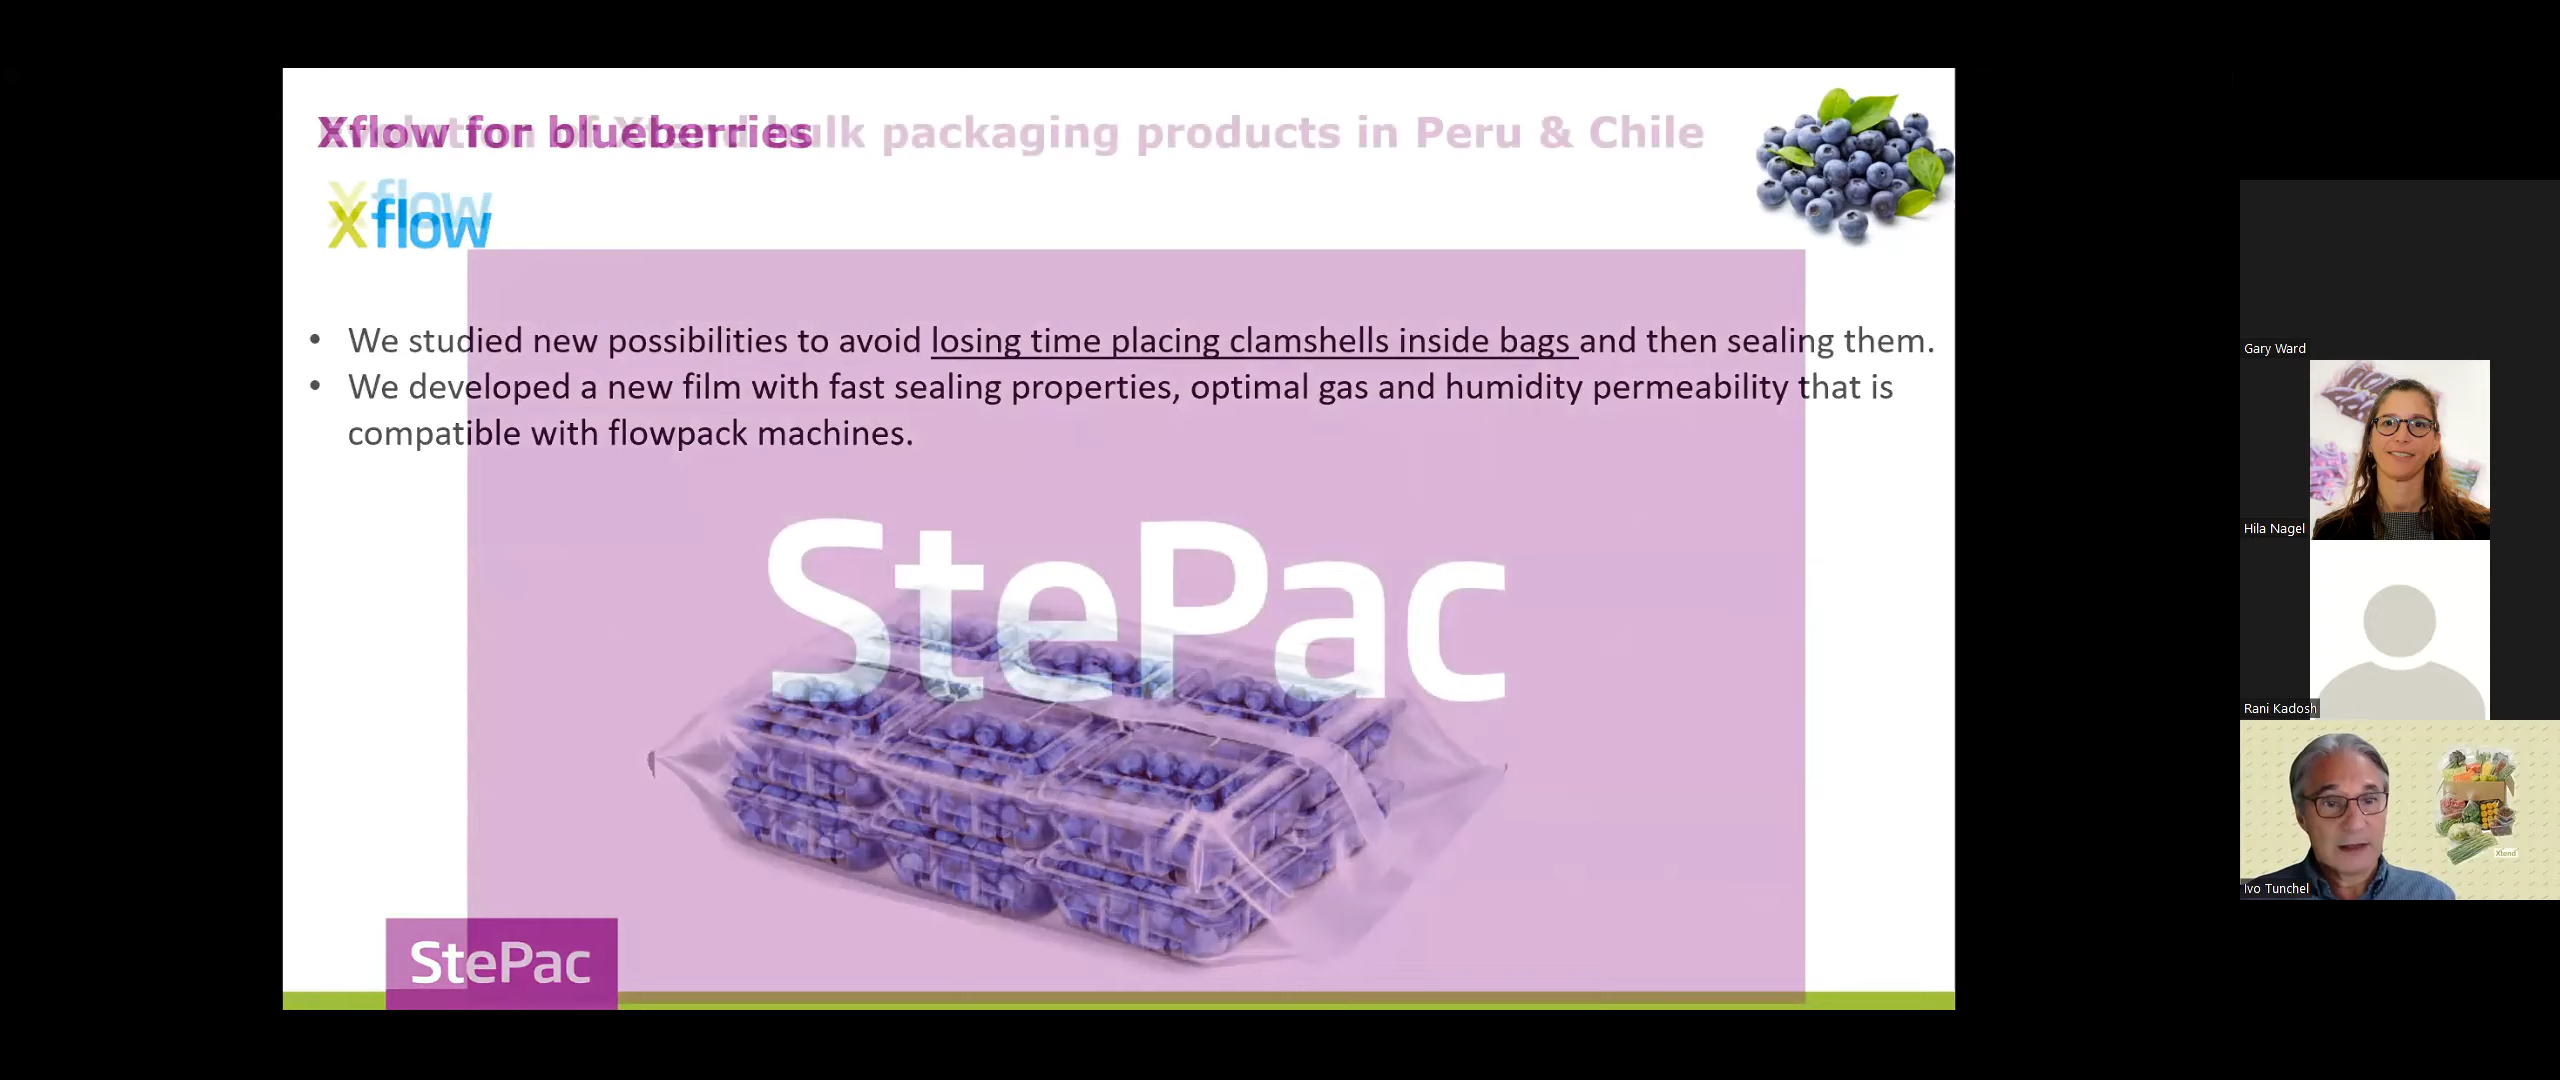 Xflow for blueberries
bulk packaging products in Peru & Chile
Xflow
• We studied new possibilities to avoid losing time placing clamshells inside bags and then sealing them.
• We developed a new film with fast sealing properties, optimal gas and humidity permeability that is
compatible with flowpack machines.
StePac
StePac
Gary Ward
Hila Nagel
Rani Kadosh
Xtend
Ivo Tunchel